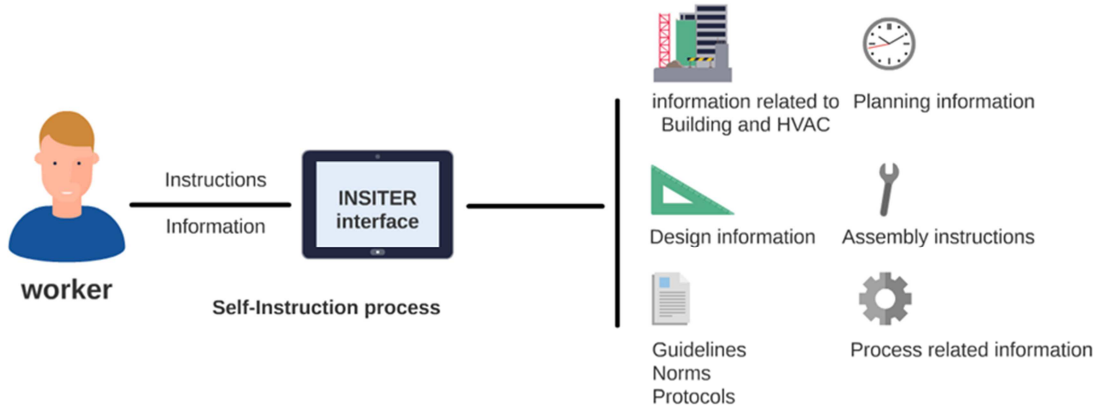 information related to
Building and HVAC
Planning information
Instructions
Information
INSITER
interface
worker
Self-Instruction process
Design information
Assembly instructions
Guidelines
Norms
Protocols
Process related information